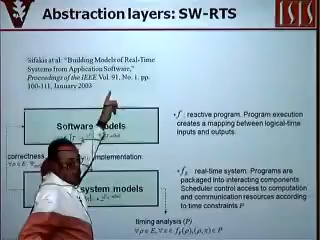 Abstraction layers: SW-RTS
ISIS
Sifakis at al: "Building Models of Real-Time
Systems from Application Software,"
Proceedings of the IEEE Vol. 91, No. 1. pp.
100-111, January 2003
• f : reactive program. Program execution
creates a mapping between logical-time
inputs and outputs.
Software models
correctness:
implementation
system models
• f_R : real-time system. Programs are
packaged into interacting components.
Scheduler control access to computation
and communication resources according
to time constraints P
timing analysis (P)